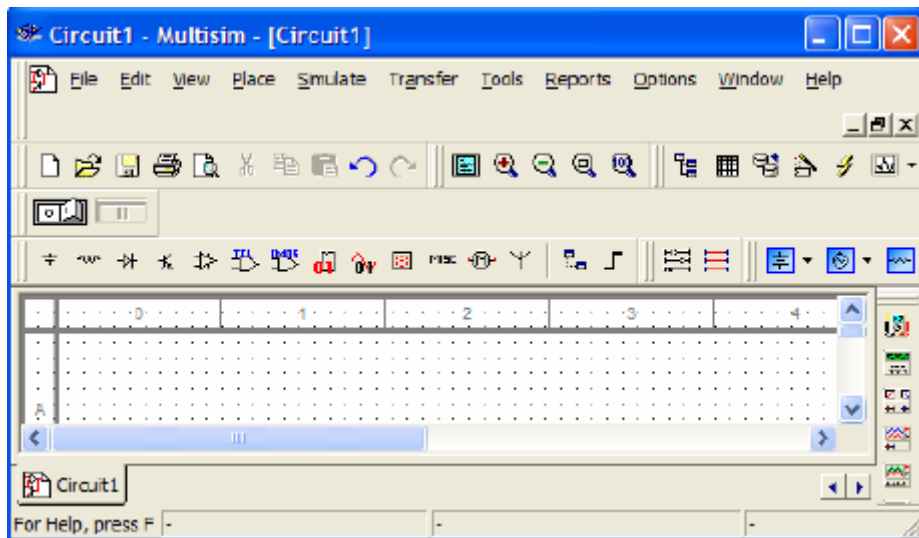 Circuit1 - Multisim - [Circuit1]
File Edit View Place Simulate Transfer Tools Reports Options Window Help
TTL CMOS MISC
0 1 2 3 4
A
Circuit1
For Help, press F - - -